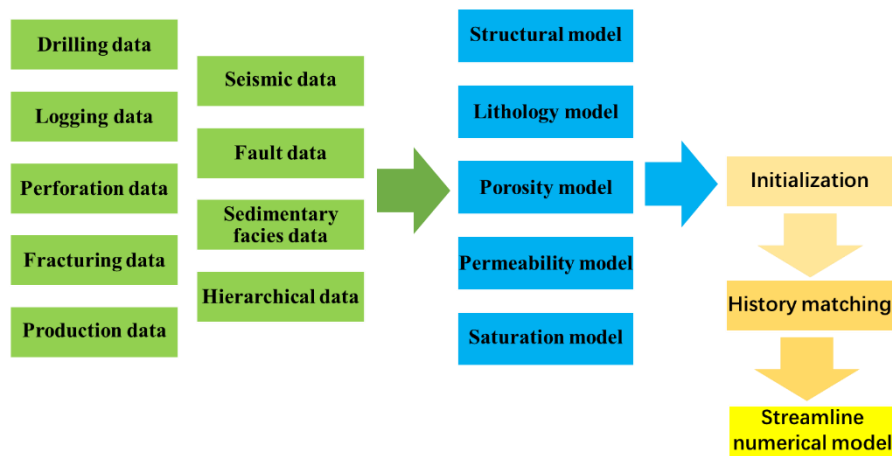 Drilling data
Logging data
Perforation data
Fracturing data
Production data
Seismic data
Fault data
Sedimentary
facies data
Hierarchical data
Structural model
Lithology model
Porosity model
Permeability model
Saturation model
Initialization
History matching
Streamline
numerical model